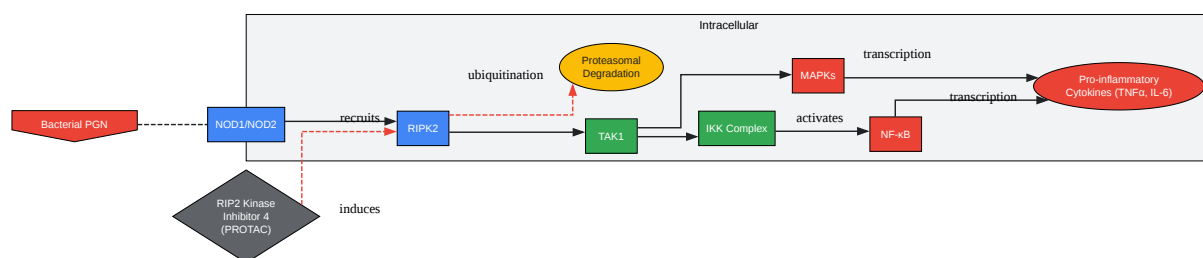 Intracellular
Bacterial PGN
NOD1/NOD2
recruits
RIPK2
ubiquitination
Proteasomal
Degradation
TAK1
MAPKs
transcription
IKK Complex
activates
NF-κB
transcription
Pro-inflammatory
Cytokines (TNFα, IL-6)
RIP2 Kinase
Inhibitor 4
(PROTAC)
induces